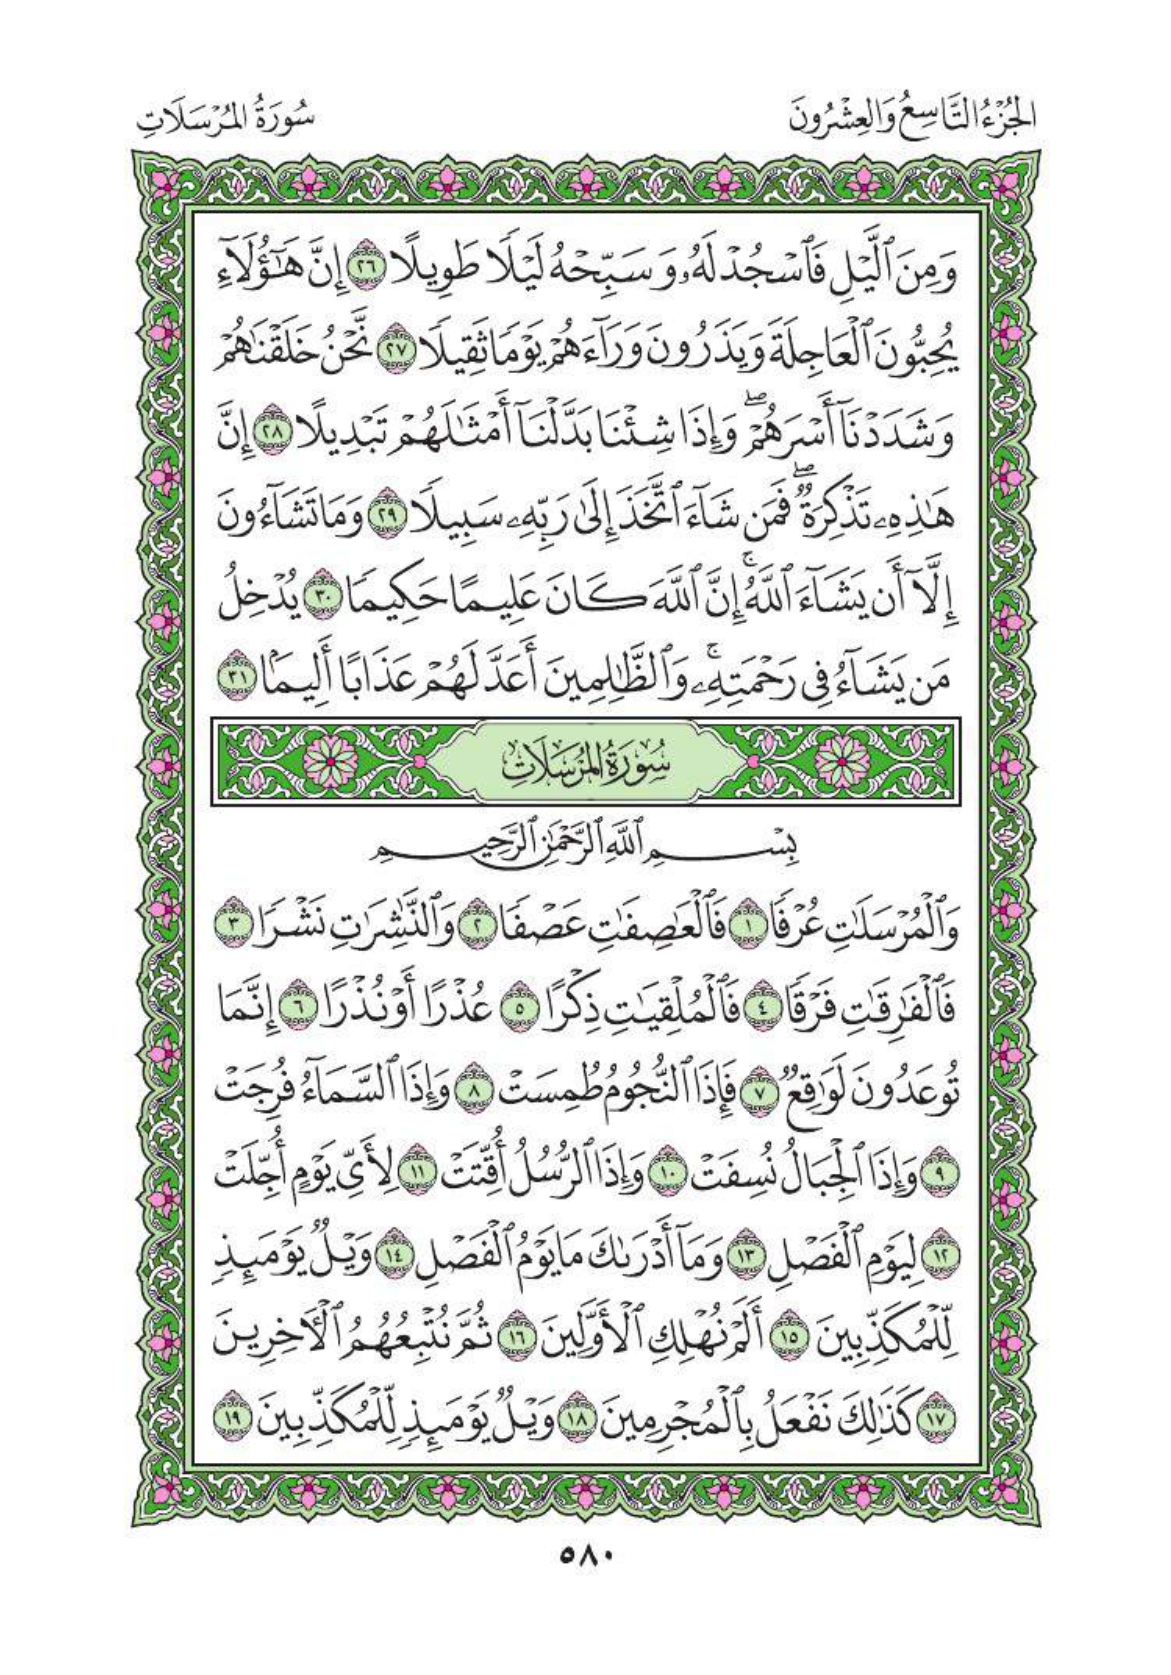 الجُزْءُ التَّاسِعُ وَالعِشْرُونَ
سُورَةُ المُرْسَلَاتِ
وَمِنَ ٱلَّيْلِ فَٱسْجُدْ لَهُۥ وَسَبِّحْهُ لَيْلًا طَوِيلًا ٢٦ إِنَّ هَٰٓؤُلَآءِ
يُحِبُّونَ ٱلْعَاجِلَةَ وَيَذَرُونَ وَرَآءَهُمْ يَوْمًا ثَقِيلًا ٢٧ نَّحْنُ خَلَقْنَٰهُمْ
وَشَدَدْنَآ أَسْرَهُمْۖ وَإِذَا شِئْنَا بَدَّلْنَآ أَمْثَٰلَهُمْ تَبْدِيلًا ٢٨ إِنَّ
هَٰذِهِۦ تَذْكِرَةٌۖ فَمَن شَآءَ ٱتَّخَذَ إِلَىٰ رَبِّهِۦ سَبِيلًا ٢٩ وَمَا تَشَآءُونَ
إِلَّآ أَن يَشَآءَ ٱللَّهُۚ إِنَّ ٱللَّهَ كَانَ عَلِيمًا حَكِيمًا ٣٠ يُدْخِلُ
مَن يَشَآءُ فِى رَحْمَتِهِۦۚ وَٱلظَّٰلِمِينَ أَعَدَّ لَهُمْ عَذَابًا أَلِيمًۢا ٣١
سُورَةُ المُرْسَلَاتِ
بِسْمِ ٱللَّهِ ٱلرَّحْمَٰنِ ٱلرَّحِيمِ
وَٱلْمُرْسَلَٰتِ عُرْفًا ١ فَٱلْعَٰصِفَٰتِ عَصْفًا ٢ وَٱلنَّٰشِرَٰتِ نَشْرًا ٣
فَٱلْفَٰرِقَٰتِ فَرْقًا ٤ فَٱلْمُلْقِيَٰتِ ذِكْرًا ٥ عُذْرًا أَوْ نُذْرًا ٦ إِنَّمَا
تُوعَدُونَ لَوَٰقِعٌ ٧ فَإِذَا ٱلنُّجُومُ طُمِسَتْ ٨ وَإِذَا ٱلسَّمَآءُ فُرِجَتْ
٩ وَإِذَا ٱلْجِبَالُ نُسِفَتْ ١٠ وَإِذَا ٱلرُّسُلُ أُقِّتَتْ ١١ لِأَىِّ يَوْمٍ أُجِّلَتْ
١٢ لِيَوْمِ ٱلْفَصْلِ ١٣ وَمَآ أَدْرَىٰكَ مَا يَوْمُ ٱلْفَصْلِ ١٤ وَيْلٌ يَوْمَئِذٍ
لِّلْمُكَذِّبِينَ ١٥ أَلَمْ نُهْلِكِ ٱلْأَوَّلِينَ ١٦ ثُمَّ نُتْبِعُهُمُ ٱلْآخِرِينَ
١٧ كَذَٰلِكَ نَفْعَلُ بِٱلْمُجْرِمِينَ ١٨ وَيْلٌ يَوْمَئِذٍ لِّلْمُكَذِّبِينَ ١٩
٥٨٠